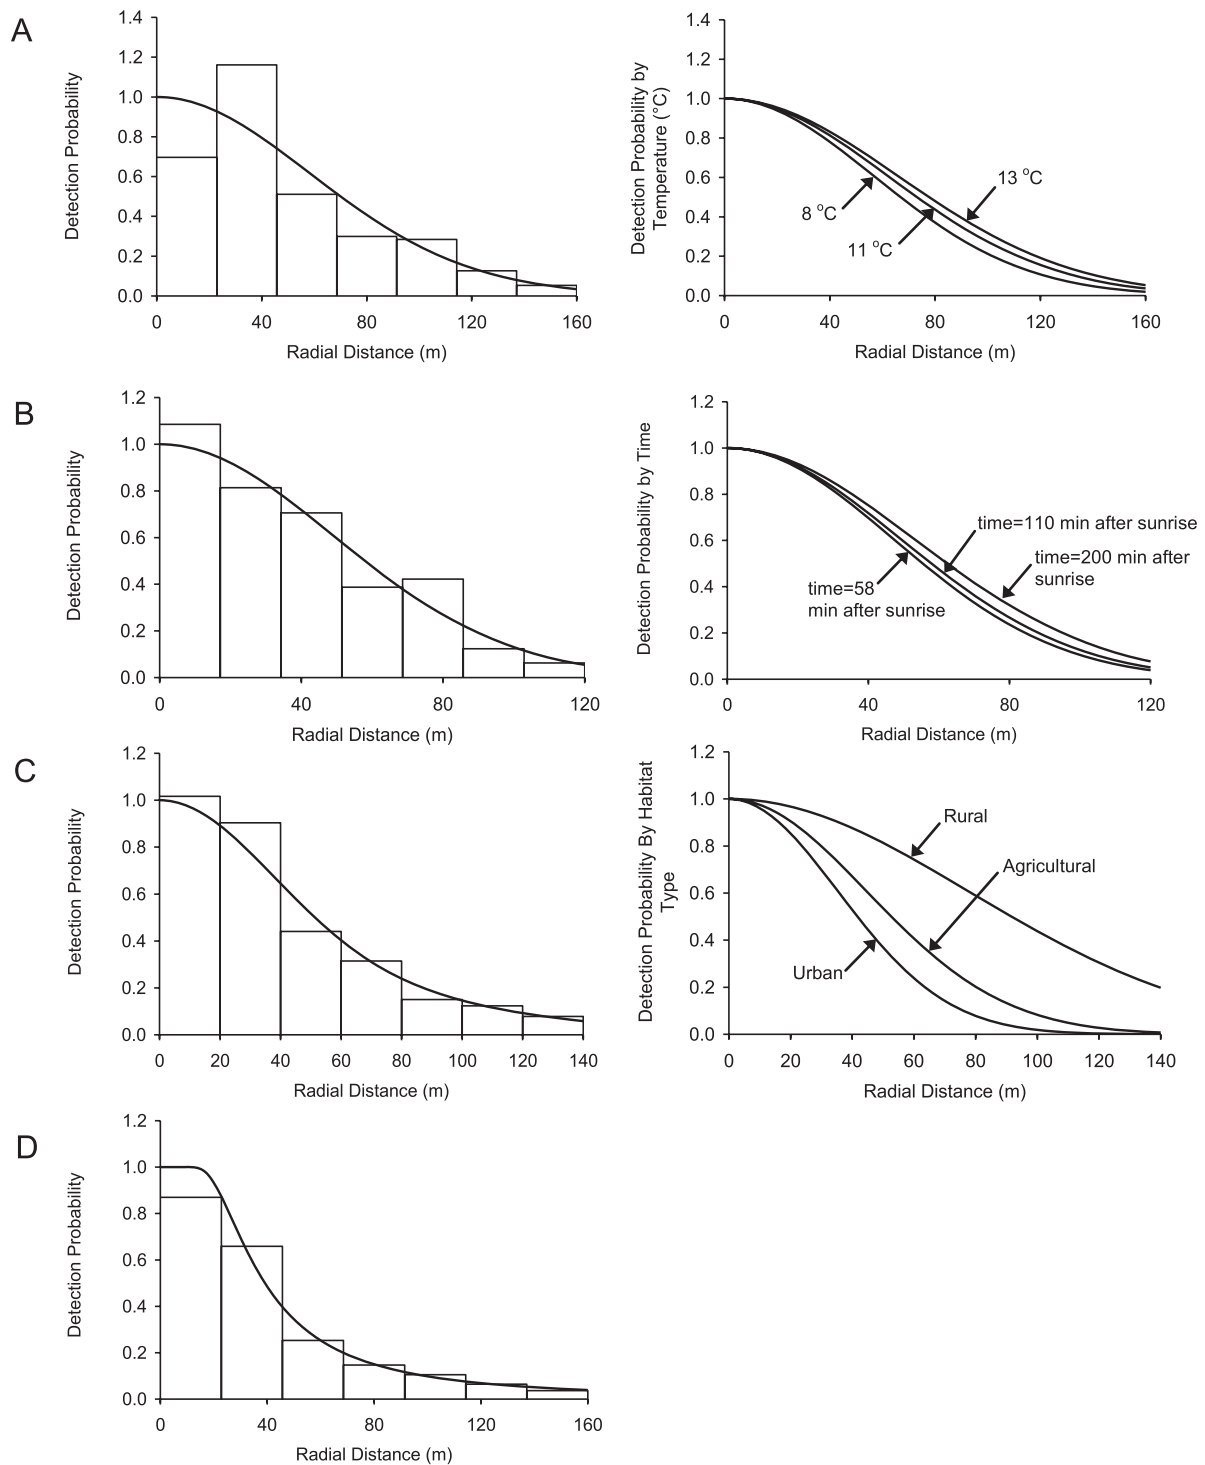 A
Detection Probability
1.4
1.2
1.0
0.8
0.6
0.4
0.2
0.0
0 40 80 120 160
Radial Distance (m)
Detection Probability by
Temperature (°C)
1.4
1.2
1.0
0.8
0.6
0.4
0.2
0.0
13 °C
8 °C
11 °C
0 40 80 120 160
Radial Distance (m)
B
Detection Probability
1.2
1.0
0.8
0.6
0.4
0.2
0.0
0 40 80 120
Radial Distance (m)
Detection Probability by Time
1.2
1.0
0.8
0.6
0.4
0.2
0.0
time=110 min after sunrise
time=200 min after
sunrise
time=58
min after sunrise
0 40 80 120
Radial Distance (m)
C
Detection Probability
1.2
1.0
0.8
0.6
0.4
0.2
0.0
0 20 40 60 80 100 120 140
Radial Distance (m)
Detection Probability By Habitat
Type
1.2
1.0
0.8
0.6
0.4
0.2
0.0
Rural
Agricultural
Urban
0 20 40 60 80 100 120 140
Radial Distance (m)
D
Detection Probability
1.2
1.0
0.8
0.6
0.4
0.2
0.0
0 40 80 120 160
Radial Distance (m)